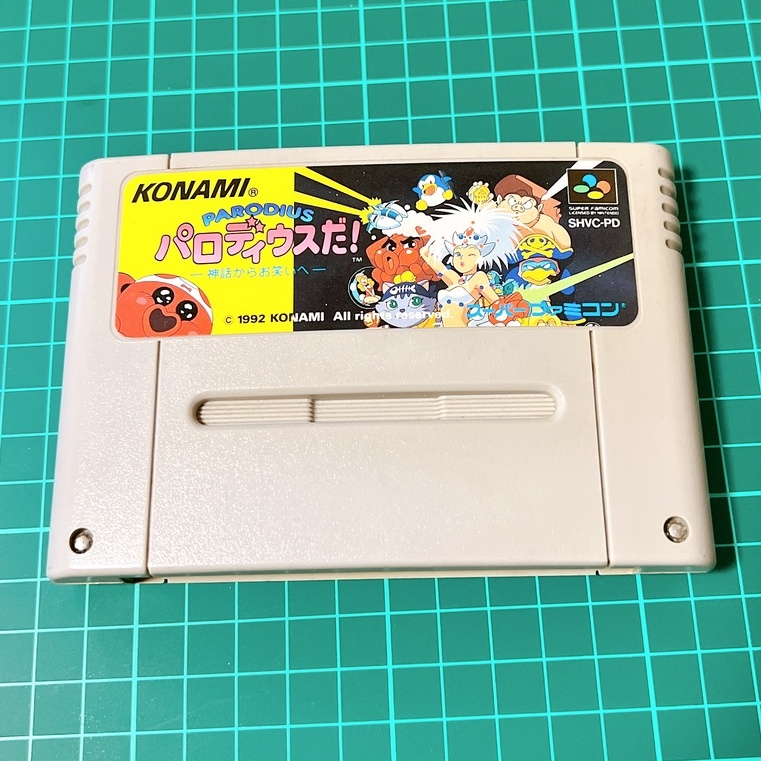 KONAMI®
PARODIUS
パロディウスだ!
TM
—神話からお笑いへ—
© 1992 KONAMI All rights reserved.
SUPER FAMICOM
LICENSED BY NINTENDO
SHVC-PD
スーパーファミコン